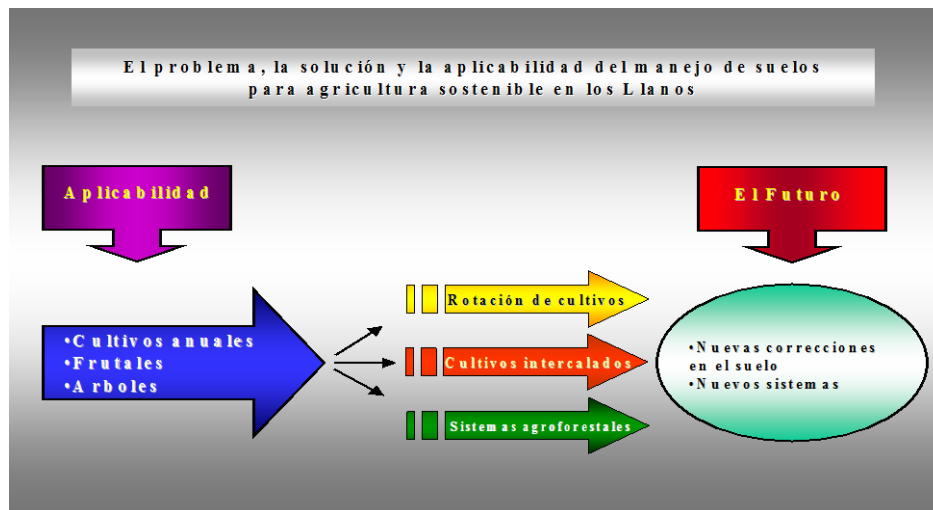 El problema, la solución y la aplicabilidad del manejo de suelos
para agricultura sostenible en los Llanos
Aplicabilidad
El Futuro
•Cultivos anuales
•Frutales
•Arboles
Rotación de cultivos
Cultivos intercalados
Sistemas agroforestales
•Nuevas correcciones
en el suelo
•Nuevos sistemas